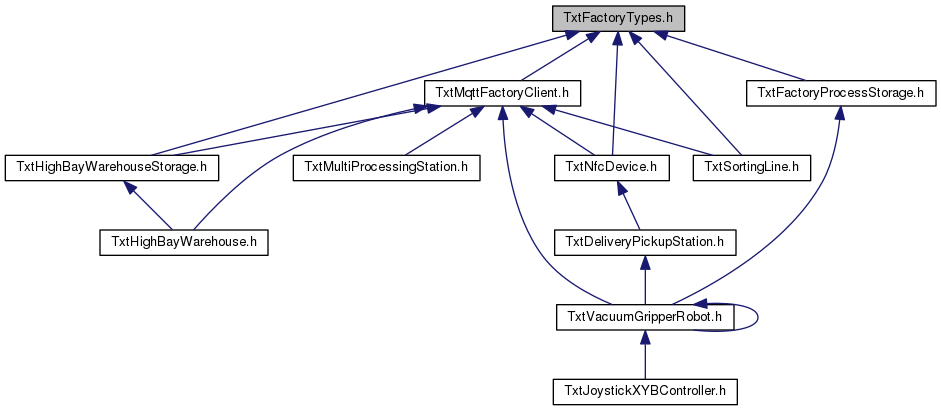 TxtFactoryTypes.h
TxtMqttFactoryClient.h
TxtFactoryProcessStorage.h
TxtHighBayWarehouseStorage.h
TxtMultiProcessingStation.h
TxtNfcDevice.h
TxtSortingLine.h
TxtHighBayWarehouse.h
TxtDeliveryPickupStation.h
TxtVacuumGripperRobot.h
TxtJoystickXYBController.h